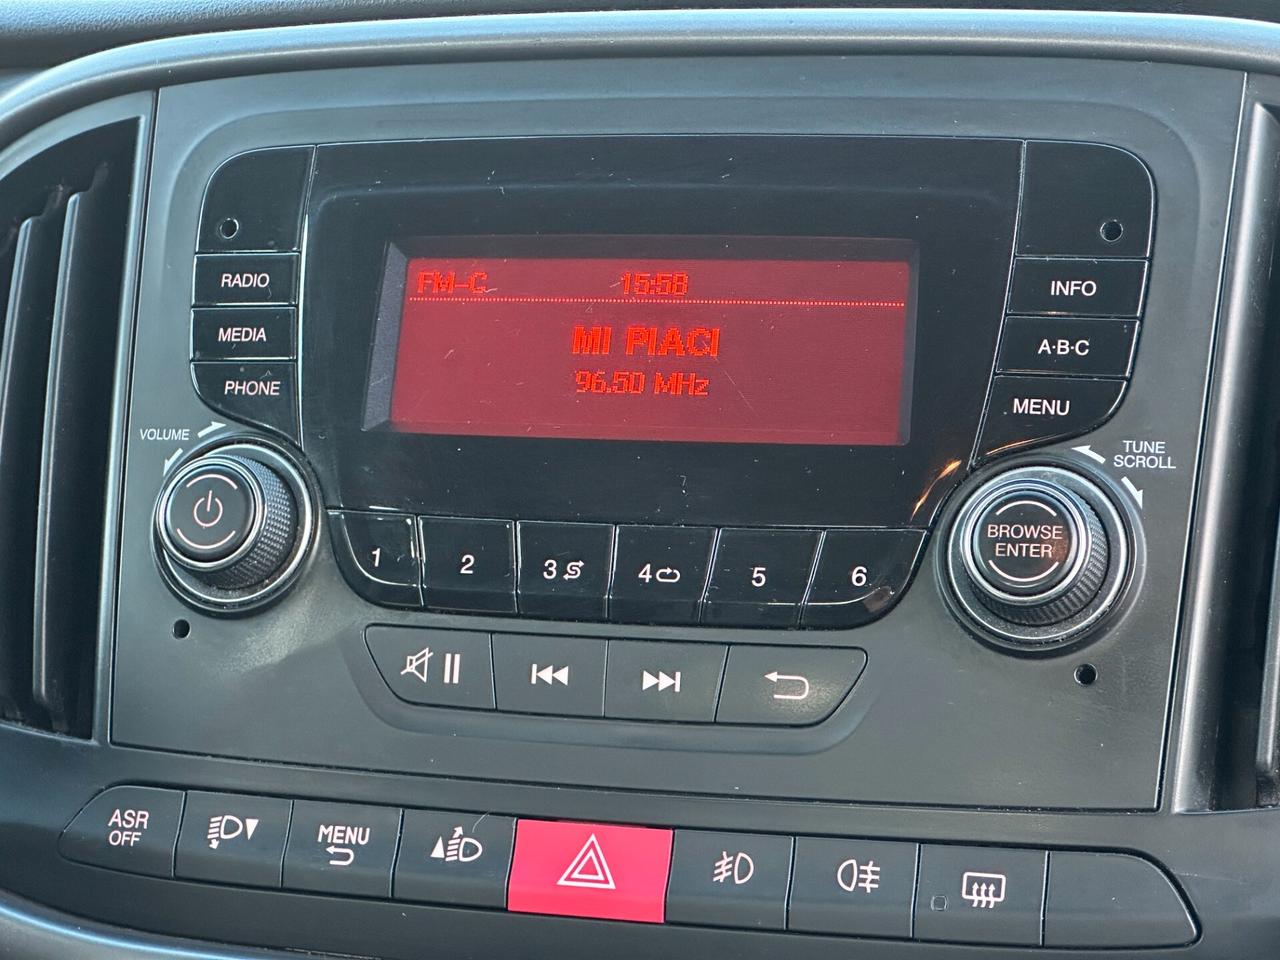 FM-C 15:58
MI PIACI
96.50 MHz
RADIO
MEDIA
PHONE
INFO
A·B·C
MENU
VOLUME
TUNE
SCROLL
BROWSE
ENTER
1 2 3 4 5 6
ASR
OFF
MENU